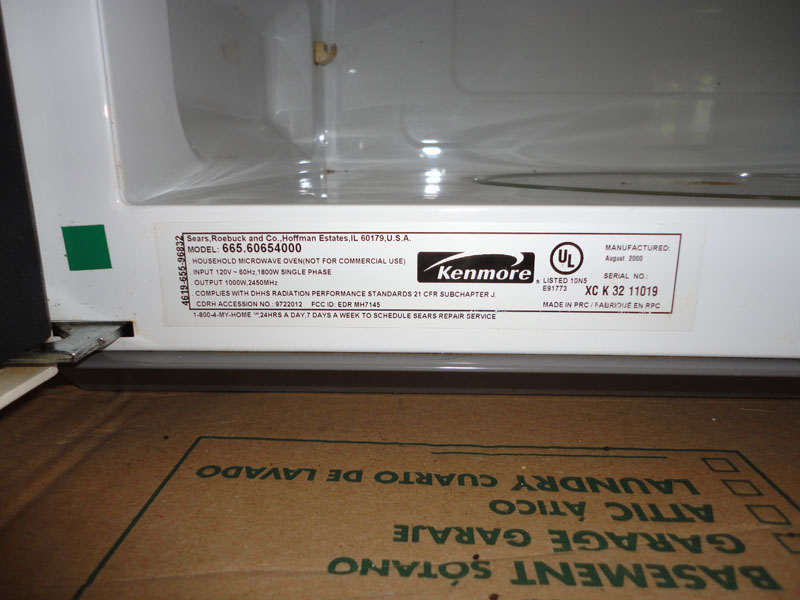 4619-655-96832
Sears,Roebuck and Co.,Hoffman Estates,IL 60179,U.S.A.
MODEL: 665.60654000
HOUSEHOLD MICROWAVE OVEN(NOT FOR COMMERCIAL USE)
INPUT 120V ~ 60Hz,1800W SINGLE PHASE
OUTPUT 1000W,2450MHz
COMPLIES WITH DHHS RADIATION PERFORMANCE STANDARDS 21 CFR SUBCHAPTER J.
CDRH ACCESSION NO.: 9722012 FCC ID: EDR MH7145
1-800-4-MY-HOME ℠,24HRS A DAY,7 DAYS A WEEK TO SCHEDULE SEARS REPAIR SERVICE
Kenmore
UL
LISTED 10N5
E91773
MANUFACTURED:
August 2000
SERIAL NO.:
XC K 32 11019
MADE IN PRC / FABRIQUÉ EN RPC
BASEMENT SÓTANO
GARAGE GARAJE
ATTIC ÁTICO
LAUNDRY CUARTO DE LAVADO